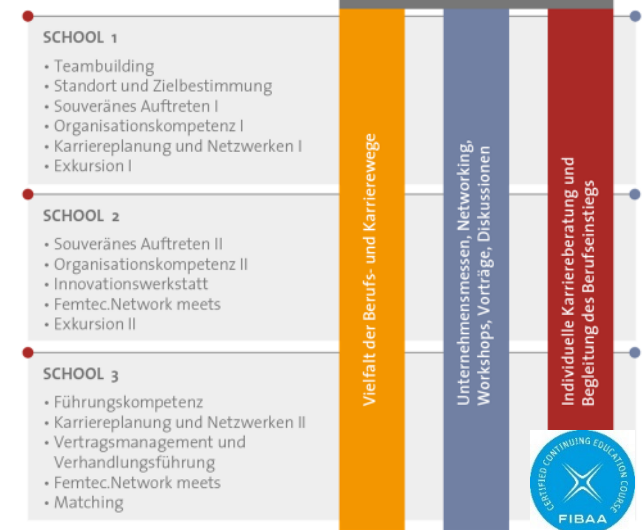 SCHOOL 1
• Teambuilding
• Standort und Zielbestimmung
• Souveränes Auftreten I
• Organisationskompetenz I
• Karriereplanung und Netzwerken I
• Exkursion I
SCHOOL 2
• Souveränes Auftreten II
• Organisationskompetenz II
• Innovationswerkstatt
• Femtec.Network meets
• Exkursion II
SCHOOL 3
• Führungskompetenz
• Karriereplanung und Netzwerken II
• Vertragsmanagement und
Verhandlungsführung
• Femtec.Network meets
• Matching
Vielfalt der Berufs- und Karrierewege
Unternehmensmessen, Networking,
Workshops, Vorträge, Diskussionen
Individuelle Karriereberatung und
Begleitung des Berufseinstiegs
CERTIFIED CONTINUING EDUCATION COURSE
FIBAA